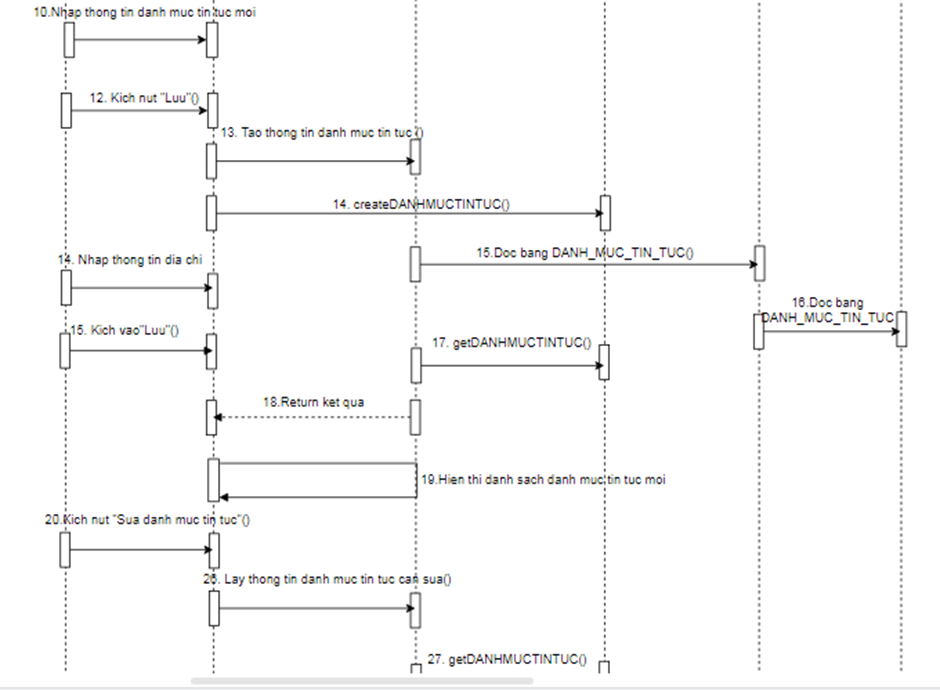 10.Nhap thong tin danh muc tin tuc moi
12. Kich nut "Luu"()
13. Tao thong tin danh muc tin tuc ()
14. createDANHMUCTINTUC()
15.Doc bang DANH_MUC_TIN_TUC()
14. Nhap thong tin dia chi
16.Doc bang
DANH_MUC_TIN_TUC
15. Kich vao"Luu"()
17. getDANHMUCTINTUC()
18.Return ket qua
19.Hien thi danh sach danh muc tin tuc moi
20.Kich nut "Sua danh muc tin tuc"()
26. Lay thong tin danh muc tin tuc can sua()
27. getDANHMUCTINTUC()